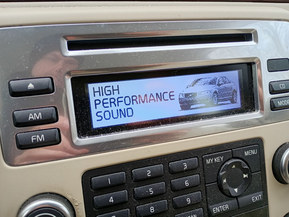 HIGH
PERFORMANCE
SOUND
AM
FM
MODE
MY KEY
MENU
ENTER
EXIT
1
2
3
4
5
6
7
8
9